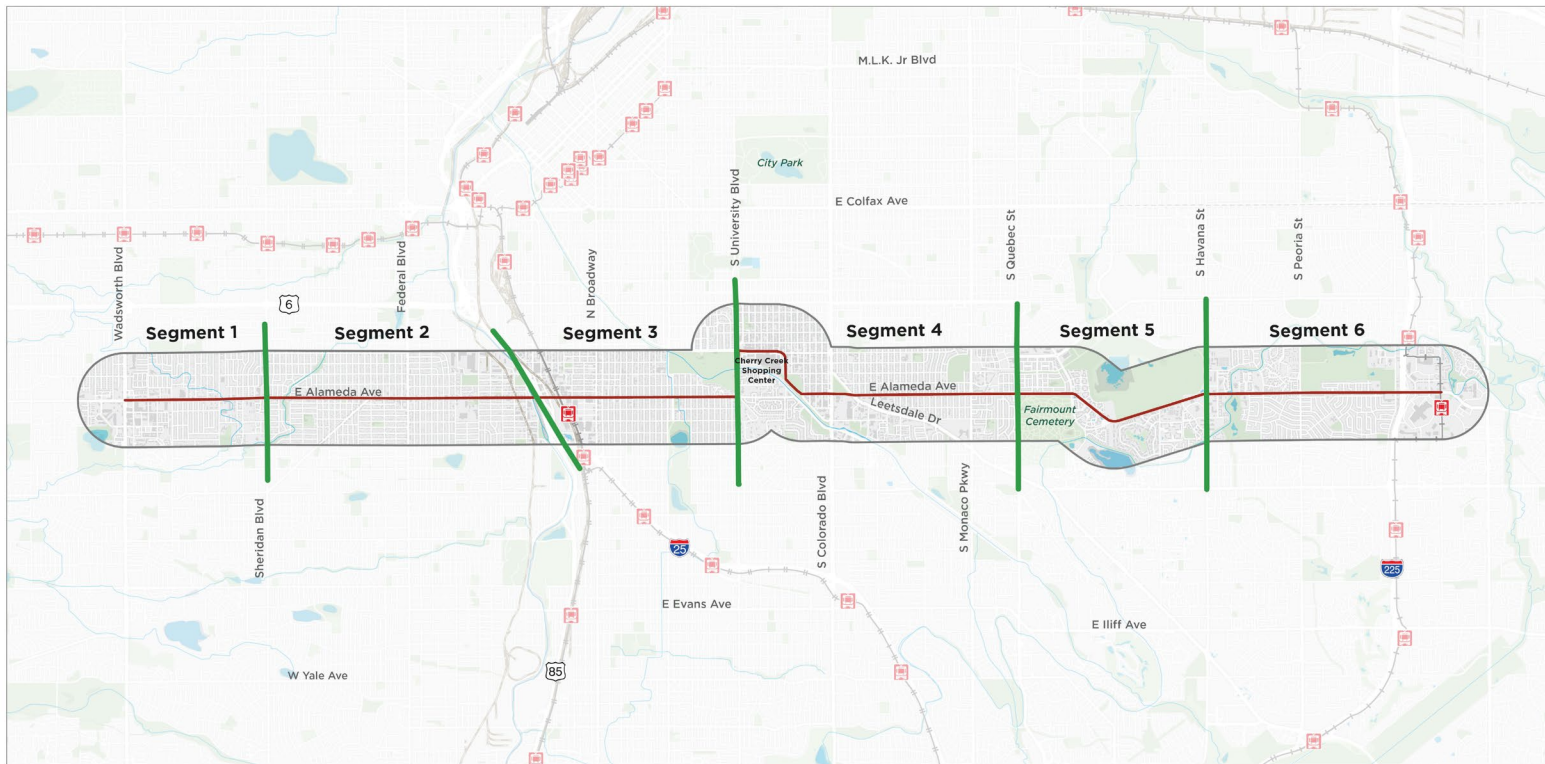 M.L.K. Jr Blvd
City Park
E Colfax Ave
Wadsworth Blvd
Federal Blvd
N Broadway
S University Blvd
S Quebec St
S Havana St
S Peoria St
6
Segment 1
Segment 2
Segment 3
Segment 4
Segment 5
Segment 6
Cherry Creek
Shopping
Center
E Alameda Ave
E Alameda Ave
Leetsdale Dr
Fairmount
Cemetery
Sheridan Blvd
S Colorado Blvd
S Monaco Pkwy
25
225
E Evans Ave
E Iliff Ave
85
W Yale Ave